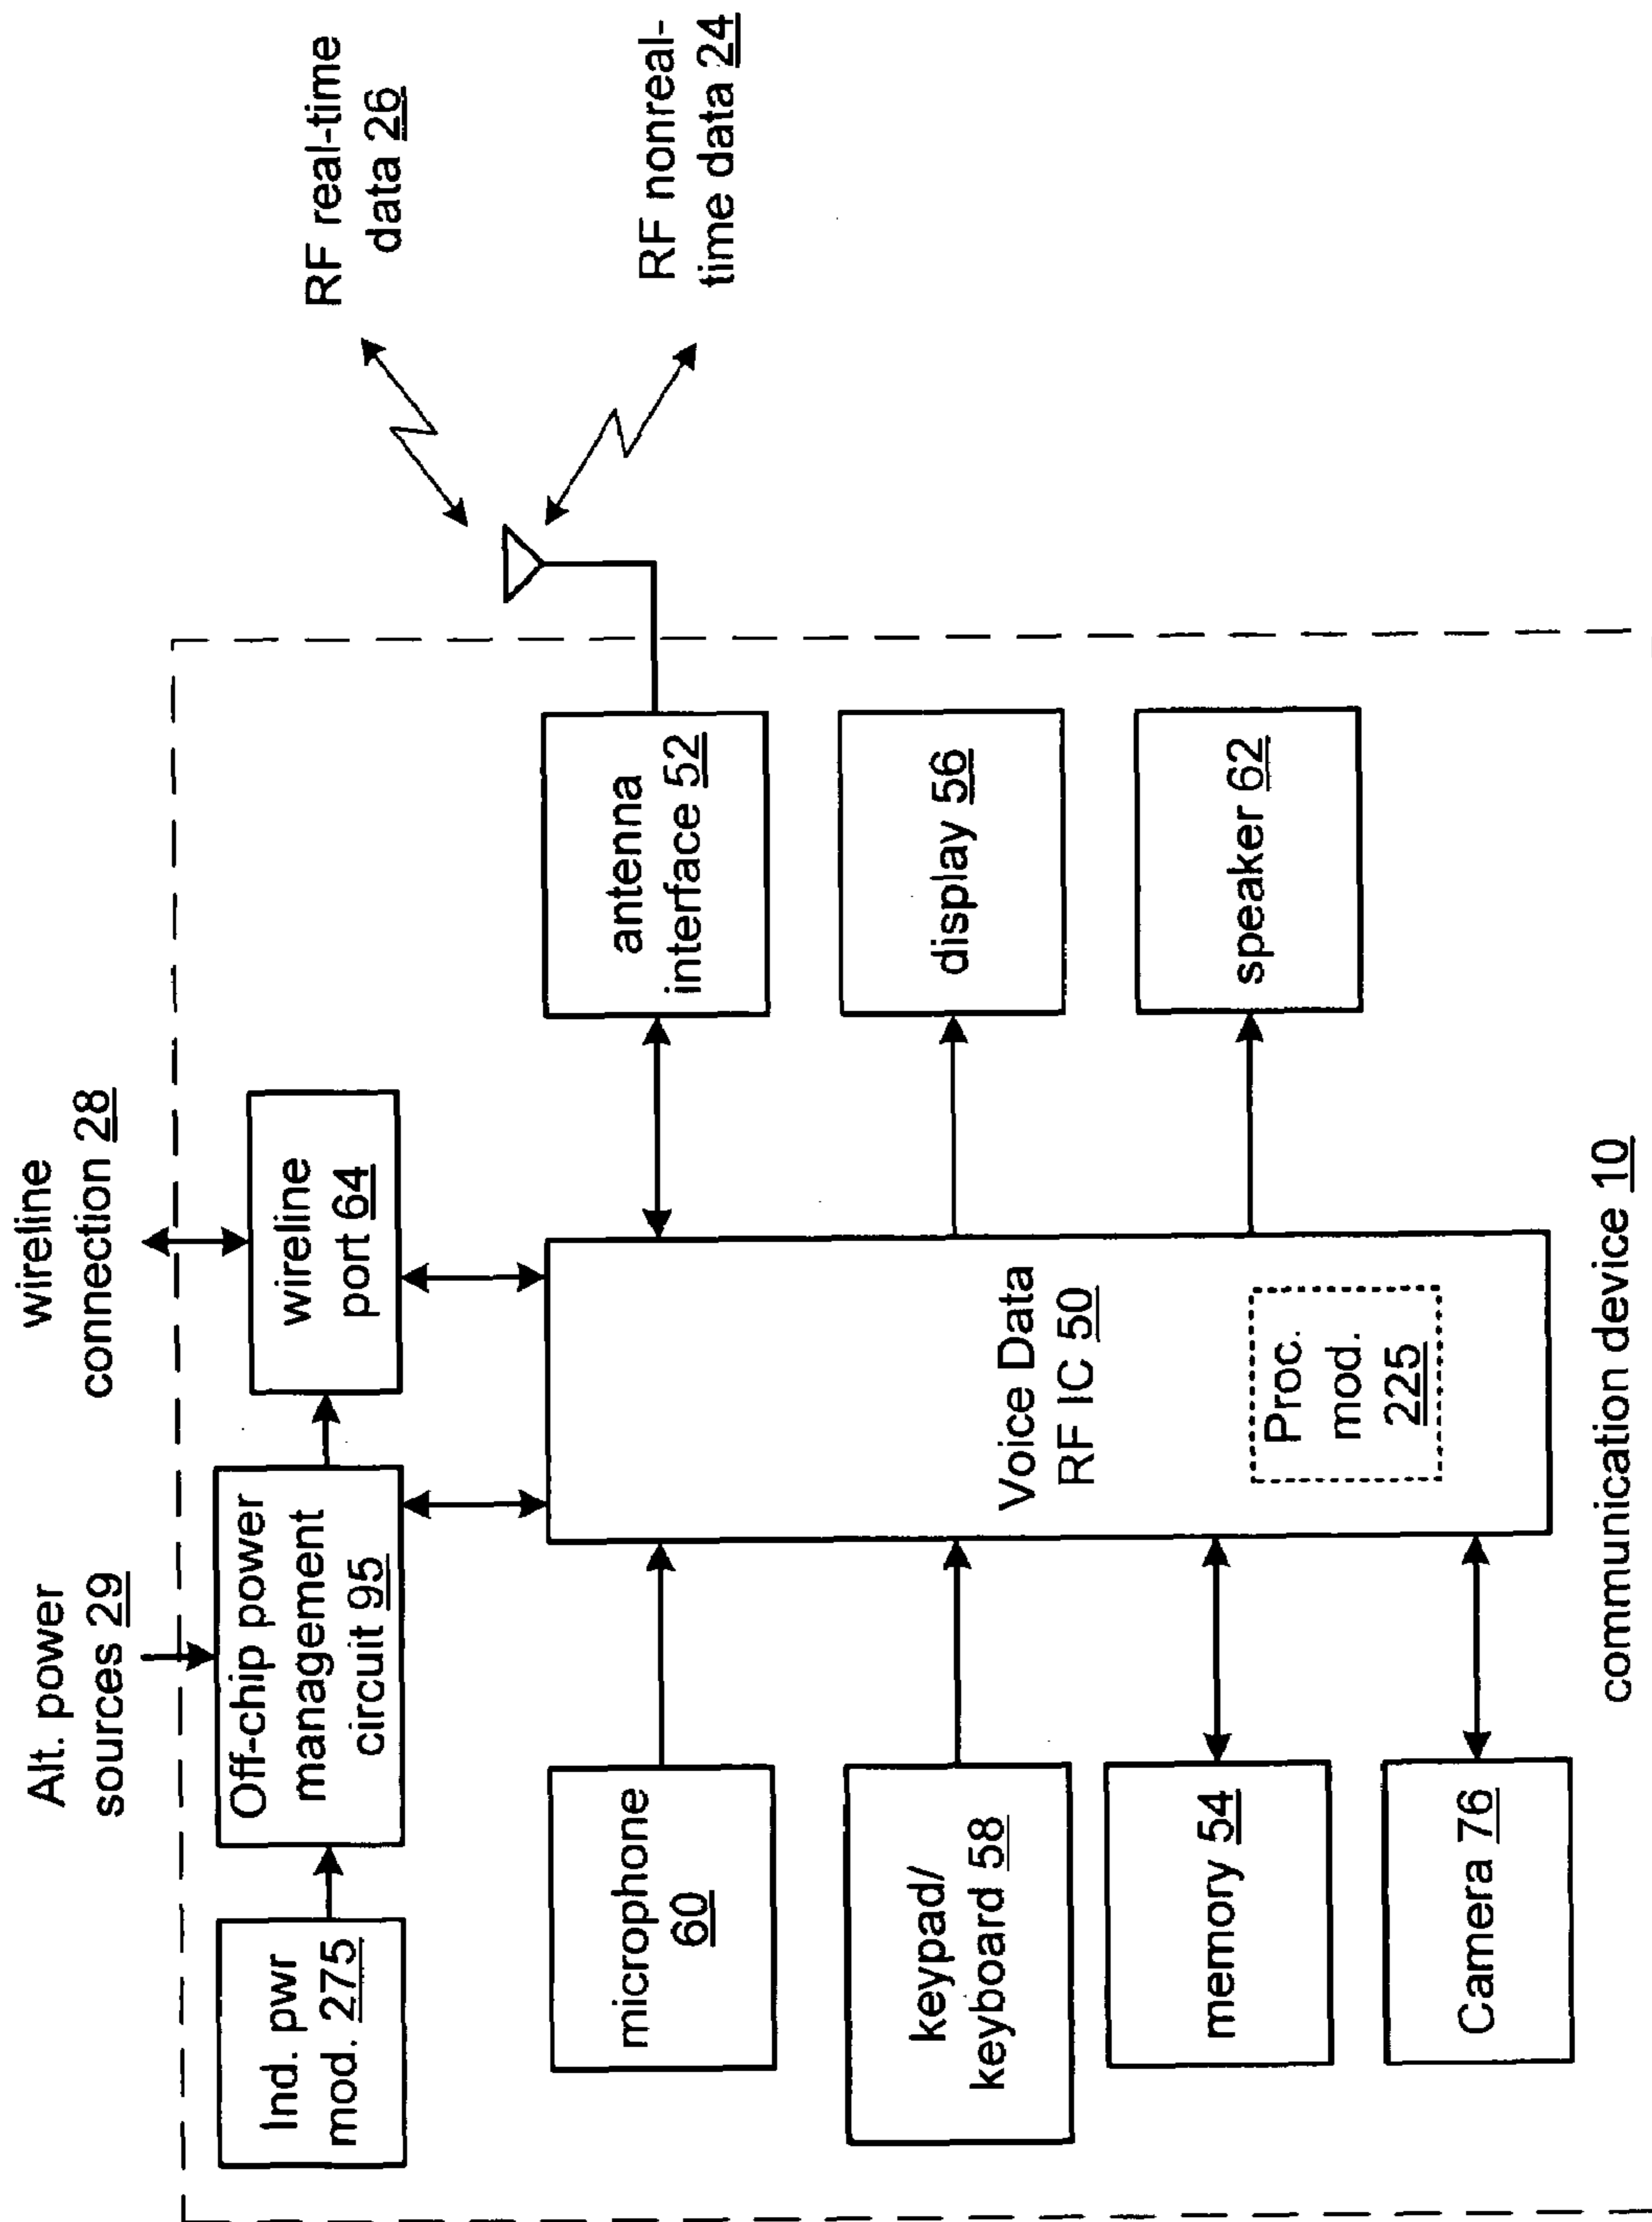 Alt. power
sources 29
wireline
connection 28
Ind. pwr
mod. 275
Off-chip power
management
circuit 95
wireline
port 64
RF real-time
data 26
RF nonreal-
time data 24
microphone
60
keypad/
keyboard 58
memory 54
Camera 76
Voice Data
RF IC 50
Proc.
mod.
225
antenna
interface 52
display 56
speaker 62
communication device 10